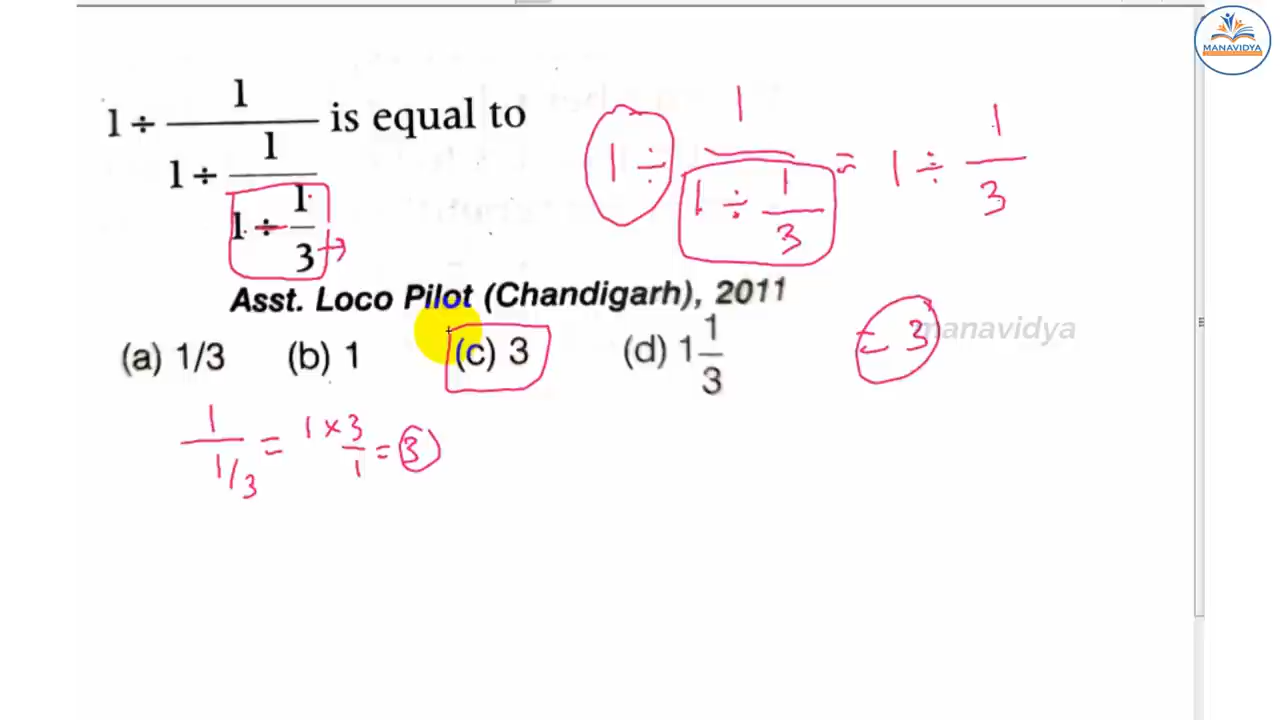 MANAVIDYA
1 ÷ 1 / (1 ÷ 1 / (1 ÷ 1/3)) is equal to
1 ÷ 1 / (1 ÷ 1/3) = 1 ÷ 1/3
Asst. Loco Pilot (Chandigarh), 2011
= 3
manavidya
(a) 1/3 (b) 1 (c) 3 (d) 1 1/3
1 / 1/3 = 1 × 3/1 = 3